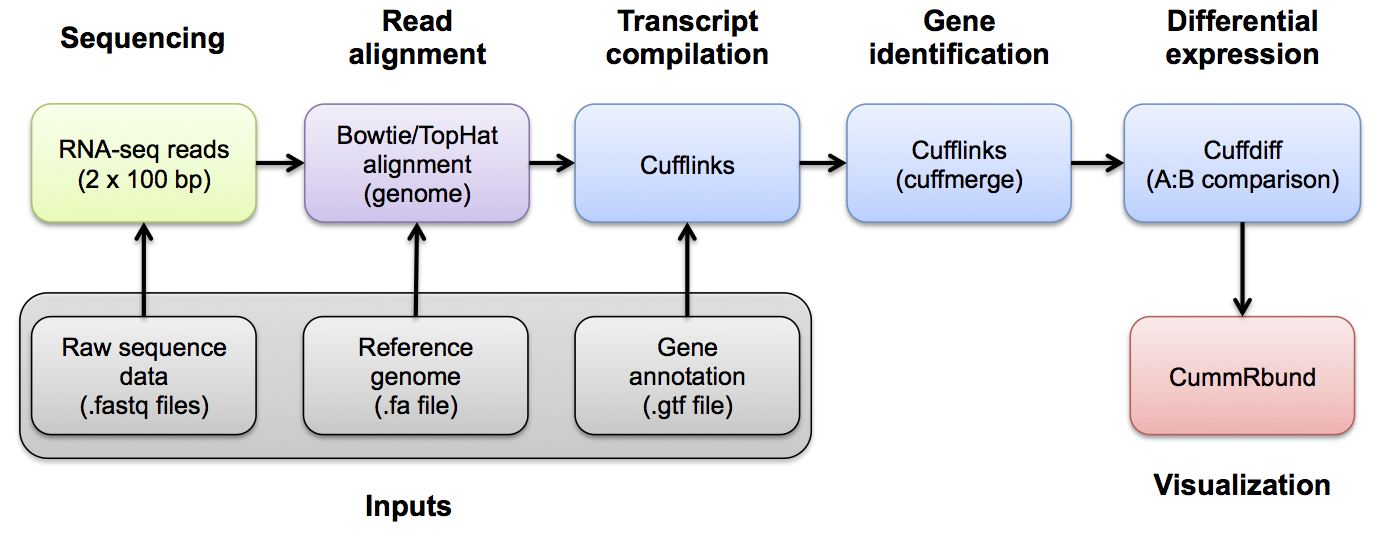 Sequencing
Read
alignment
Transcript
compilation
Gene
identification
Differential
expression
RNA-seq reads
(2 x 100 bp)
Bowtie/TopHat
alignment
(genome)
Cufflinks
Cufflinks
(cuffmerge)
Cuffdiff
(A:B comparison)
Raw sequence
data
(.fastq files)
Reference
genome
(.fa file)
Gene
annotation
(.gtf file)
CummRbund
Inputs
Visualization